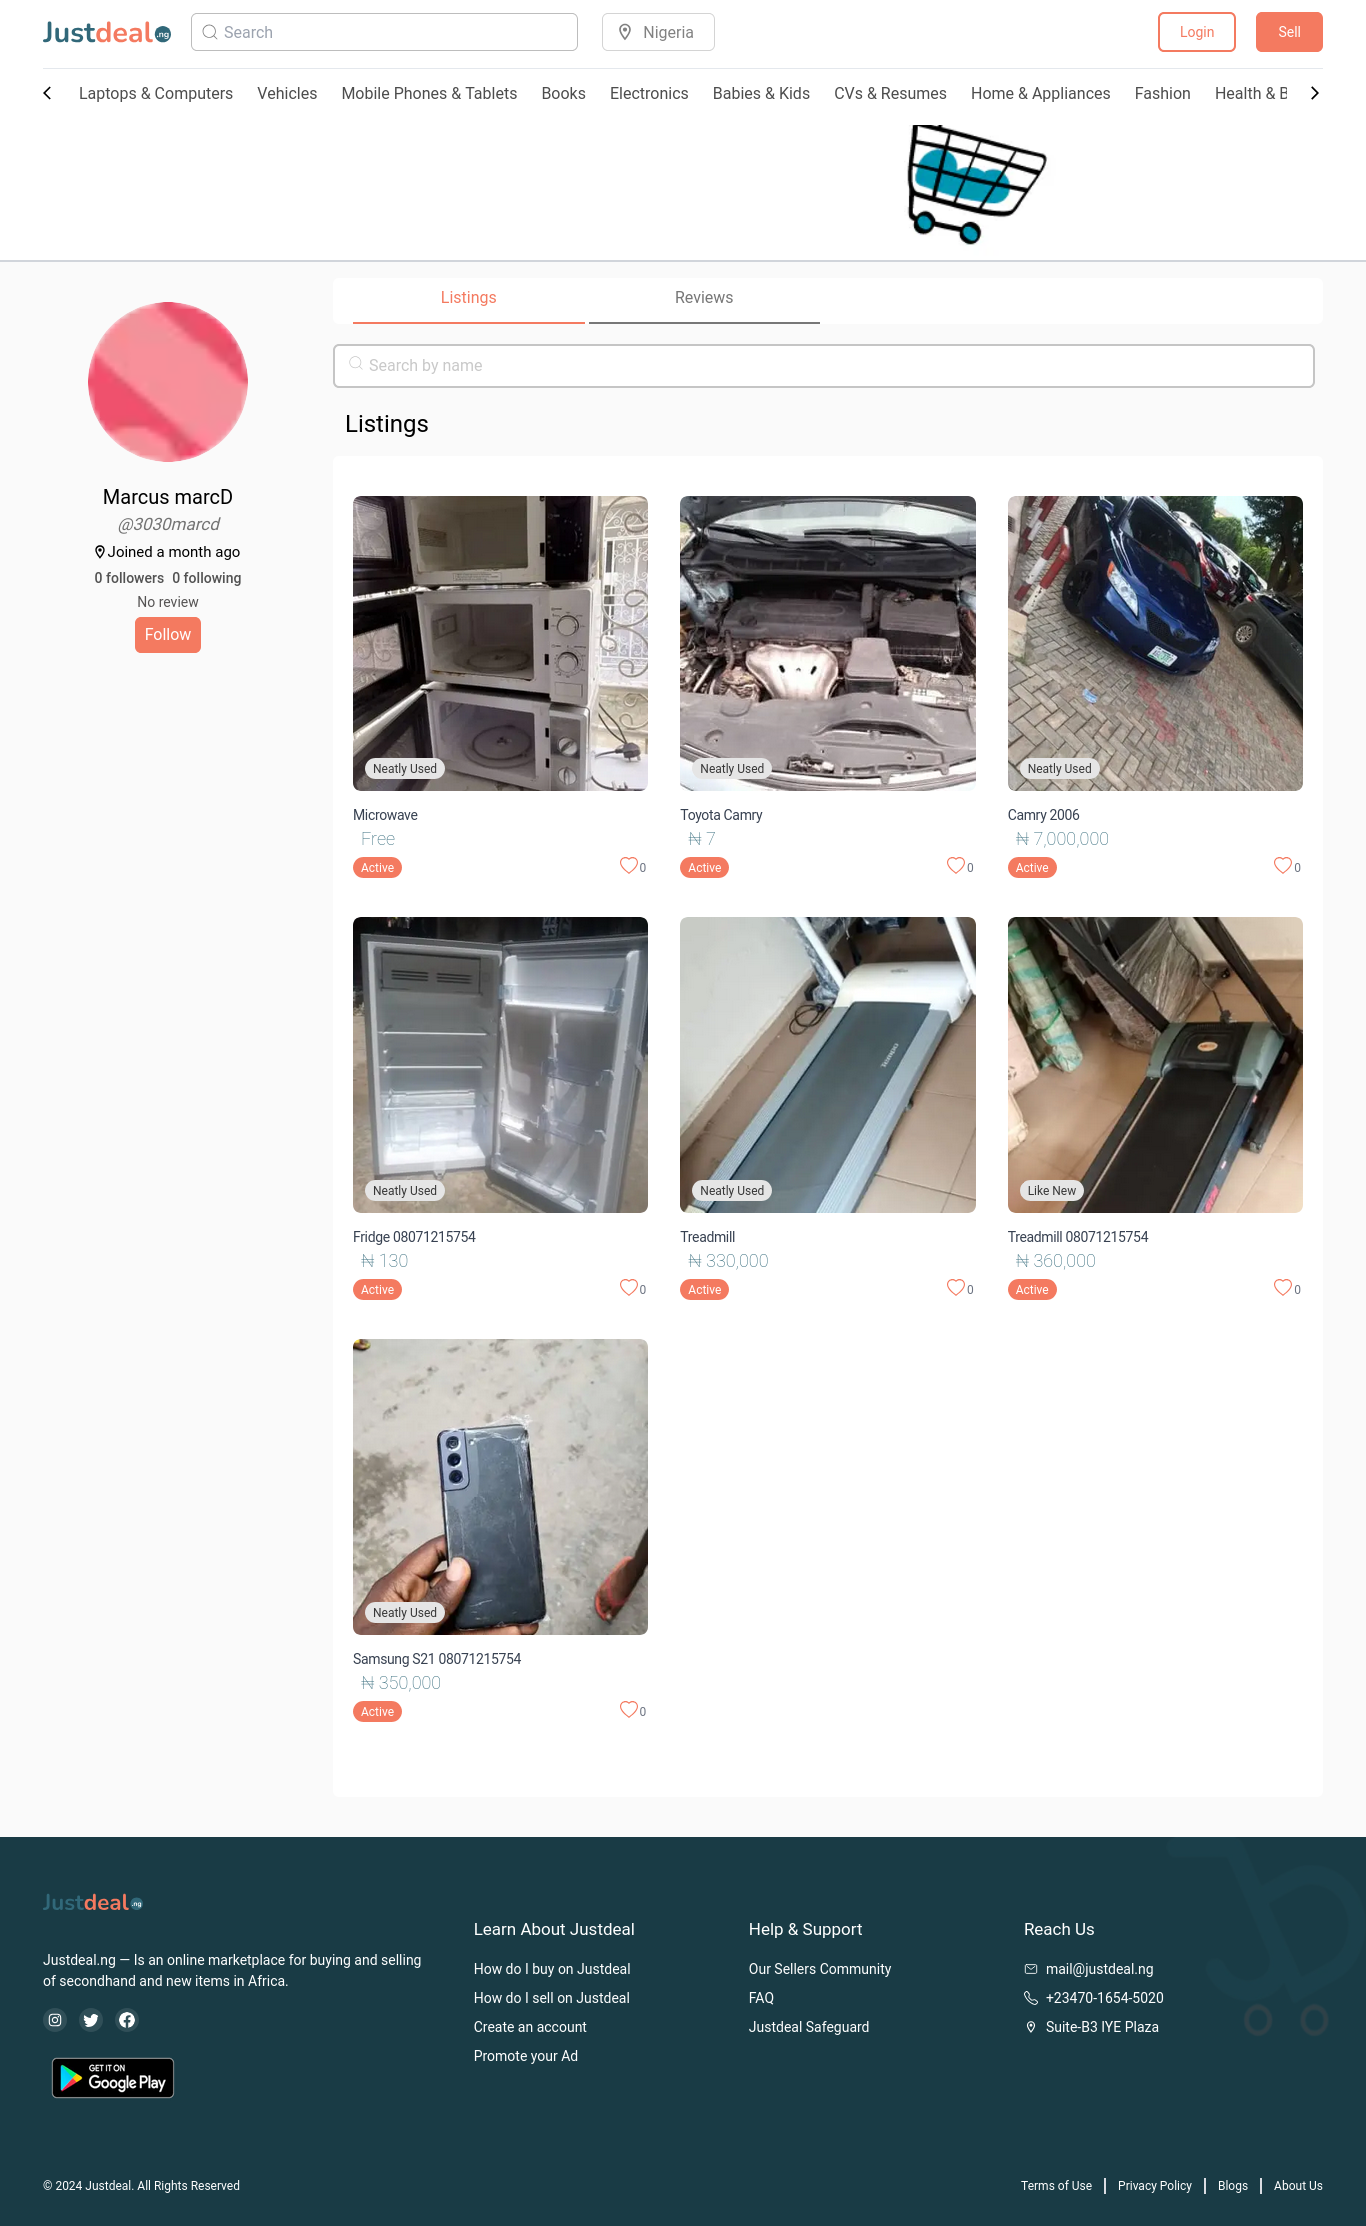 Justdeal.ng
Search
Nigeria
Login
Sell
Laptops & Computers
Vehicles
Mobile Phones & Tablets
Books
Electronics
Babies & Kids
CVs & Resumes
Home & Appliances
Fashion
Health & B
Listings
Reviews
Search by name
Listings
Marcus marcD
@3030marcd
Joined a month ago
0 followers 0 following
No review
Follow
Neatly Used
Neatly Used
Neatly Used
Microwave
Toyota Camry
Camry 2006
Free
₦ 7
₦ 7,000,000
Active
0
Active
0
Active
0
Neatly Used
Neatly Used
Like New
Fridge 08071215754
Treadmill
Treadmill 08071215754
₦ 130
₦ 330,000
₦ 360,000
Active
0
Active
0
Active
0
Neatly Used
Samsung S21 08071215754
₦ 350,000
Active
0
Justdeal.ng
Justdeal.ng — Is an online marketplace for buying and selling
of secondhand and new items in Africa.
GET IT ON
Google Play
Learn About Justdeal
How do I buy on Justdeal
How do I sell on Justdeal
Create an account
Promote your Ad
Help & Support
Our Sellers Community
FAQ
Justdeal Safeguard
Reach Us
mail@justdeal.ng
+23470-1654-5020
Suite-B3 IYE Plaza
© 2024 Justdeal. All Rights Reserved
Terms of Use
Privacy Policy
Blogs
About Us